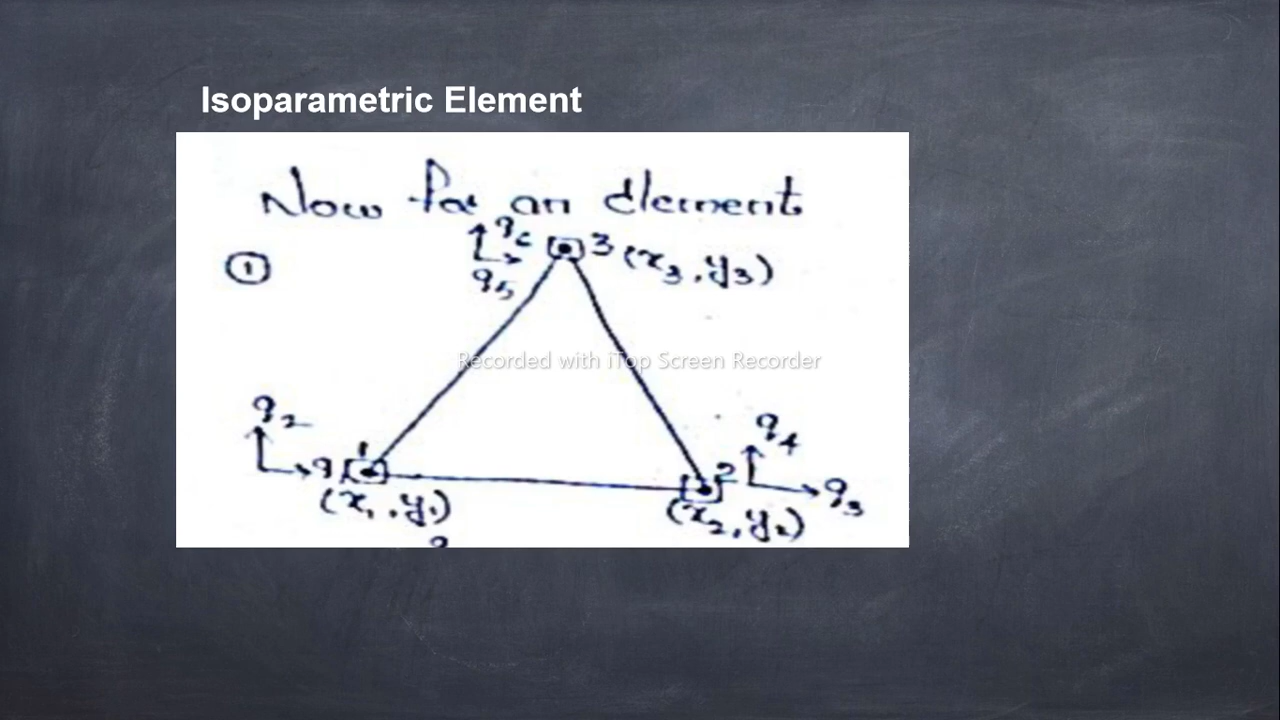 Isoparametric Element
Now for an element
①
q6
3 (x3, y3)
q5
Recorded with iTop Screen Recorder
q2
q1
1
(x1, y1)
2
q4
q3
(x2, y2)